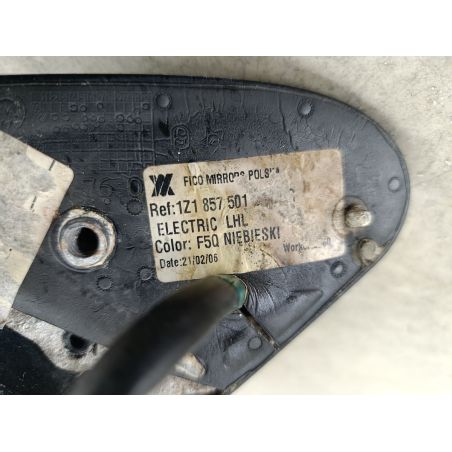 FICO MIRRORS POLSKA
Ref:1Z1 857 501
ELECTRIC LHL
Color: F5Q NIEBIESKI
Date:21/02/06